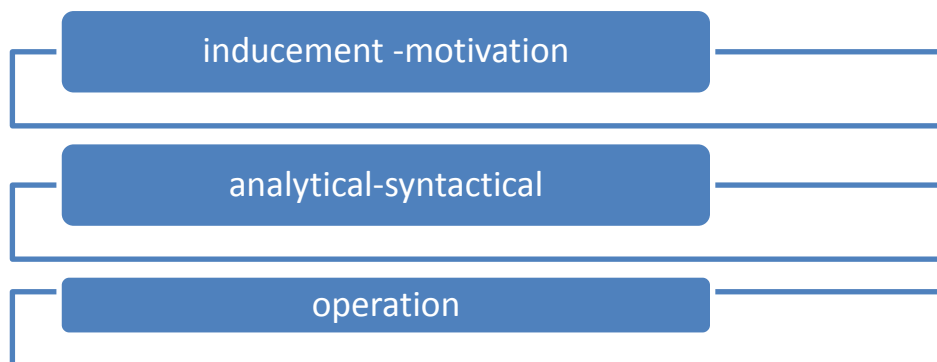 inducement -motivation
analytical-syntactical
operation